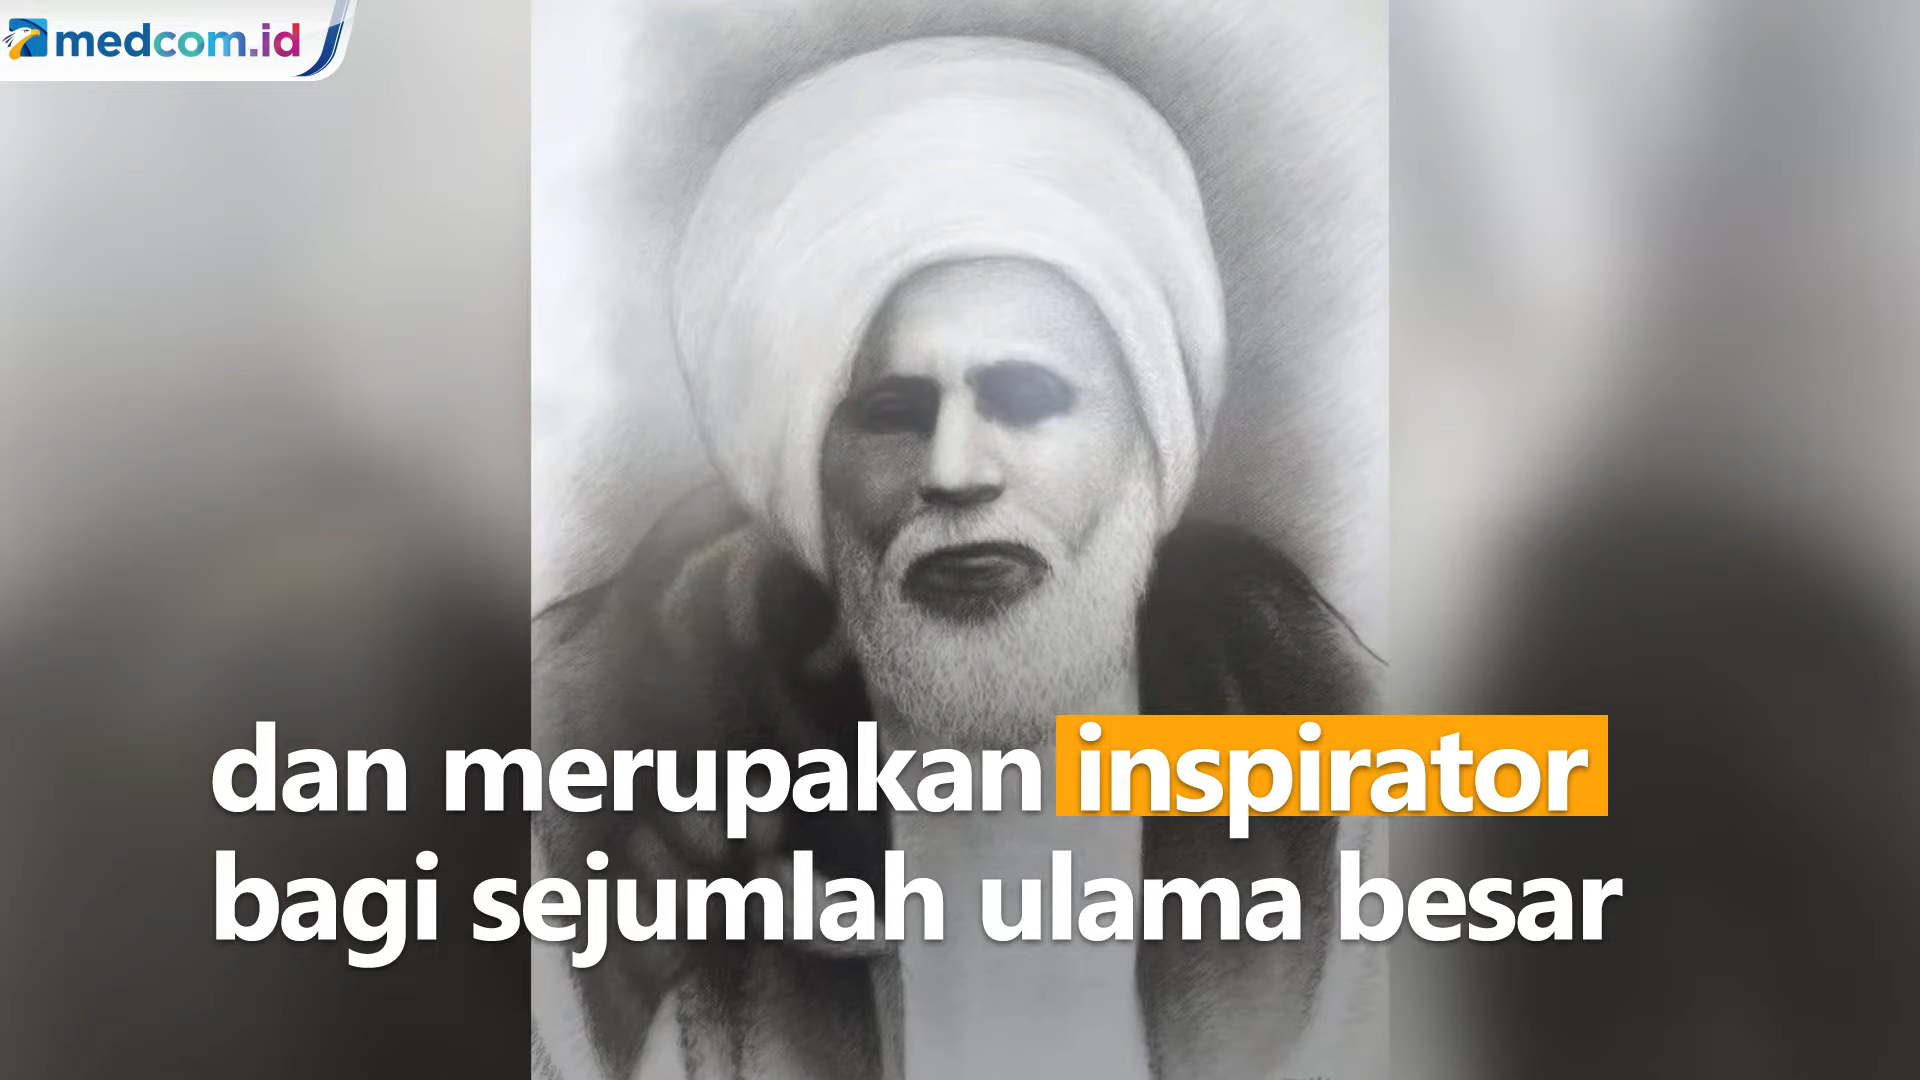 medcom.id
dan merupakan inspirator
bagi sejumlah ulama besar